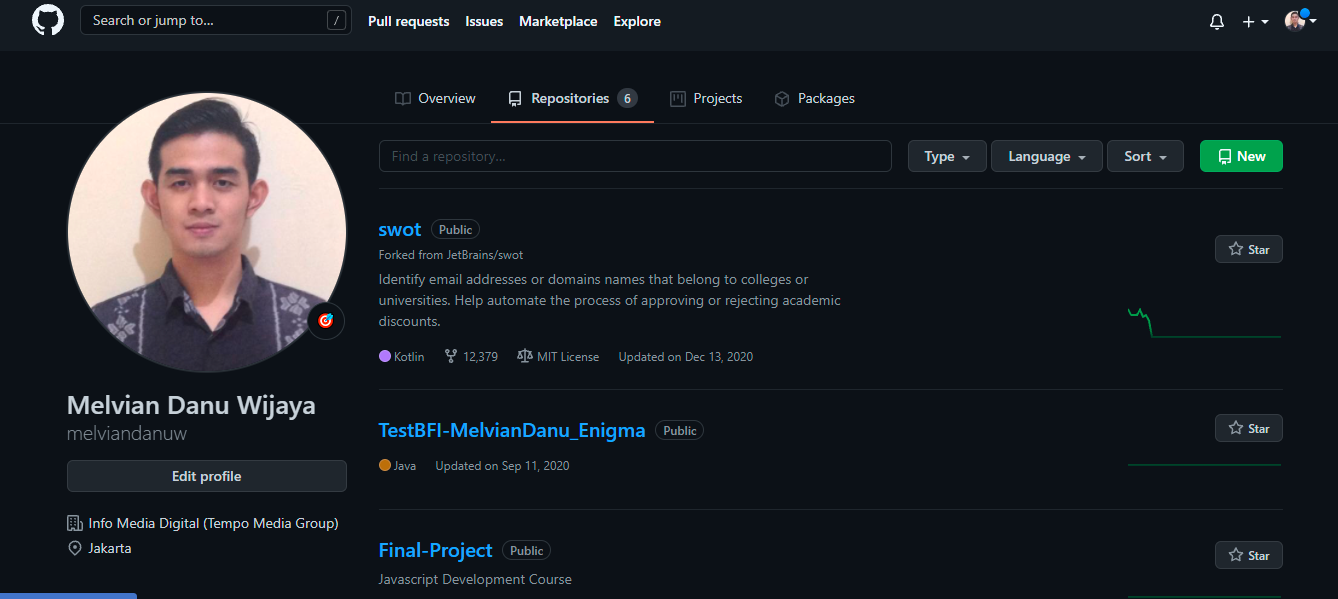 Search or jump to... /
Pull requests Issues Marketplace Explore
Overview
Repositories 6
Projects
Packages
Find a repository...
Type
Language
Sort
New
swot Public
Star
Forked from JetBrains/swot
Identify email addresses or domains names that belong to colleges or
universities. Help automate the process of approving or rejecting academic
discounts.
Kotlin 12,379 MIT License Updated on Dec 13, 2020
Melvian Danu Wijaya
melviandanuw
Edit profile
Info Media Digital (Tempo Media Group)
Jakarta
TestBFI-MelvianDanu_Enigma Public
Star
Java Updated on Sep 11, 2020
Final-Project Public
Star
Javascript Development Course